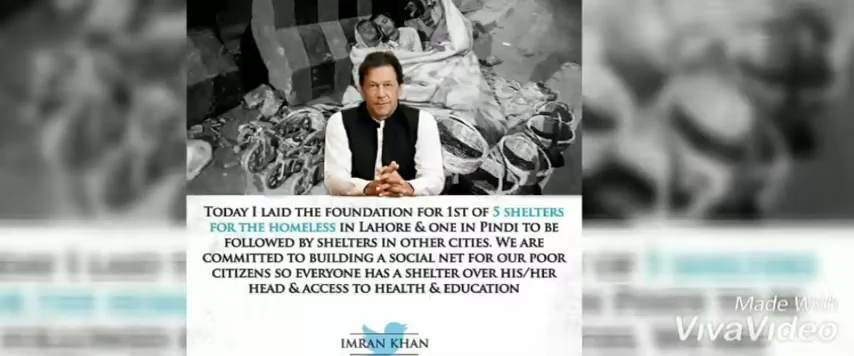 TODAY I LAID THE FOUNDATION FOR 1ST OF 5 SHELTERS
FOR THE HOMELESS IN LAHORE & ONE IN PINDI TO BE
FOLLOWED BY SHELTERS IN OTHER CITIES. WE ARE
COMMITTED TO BUILDING A SOCIAL NET FOR OUR POOR
CITIZENS SO EVERYONE HAS A SHELTER OVER HIS/HER
HEAD & ACCESS TO HEALTH & EDUCATION
IMRAN KHAN
Made With
VivaVideo